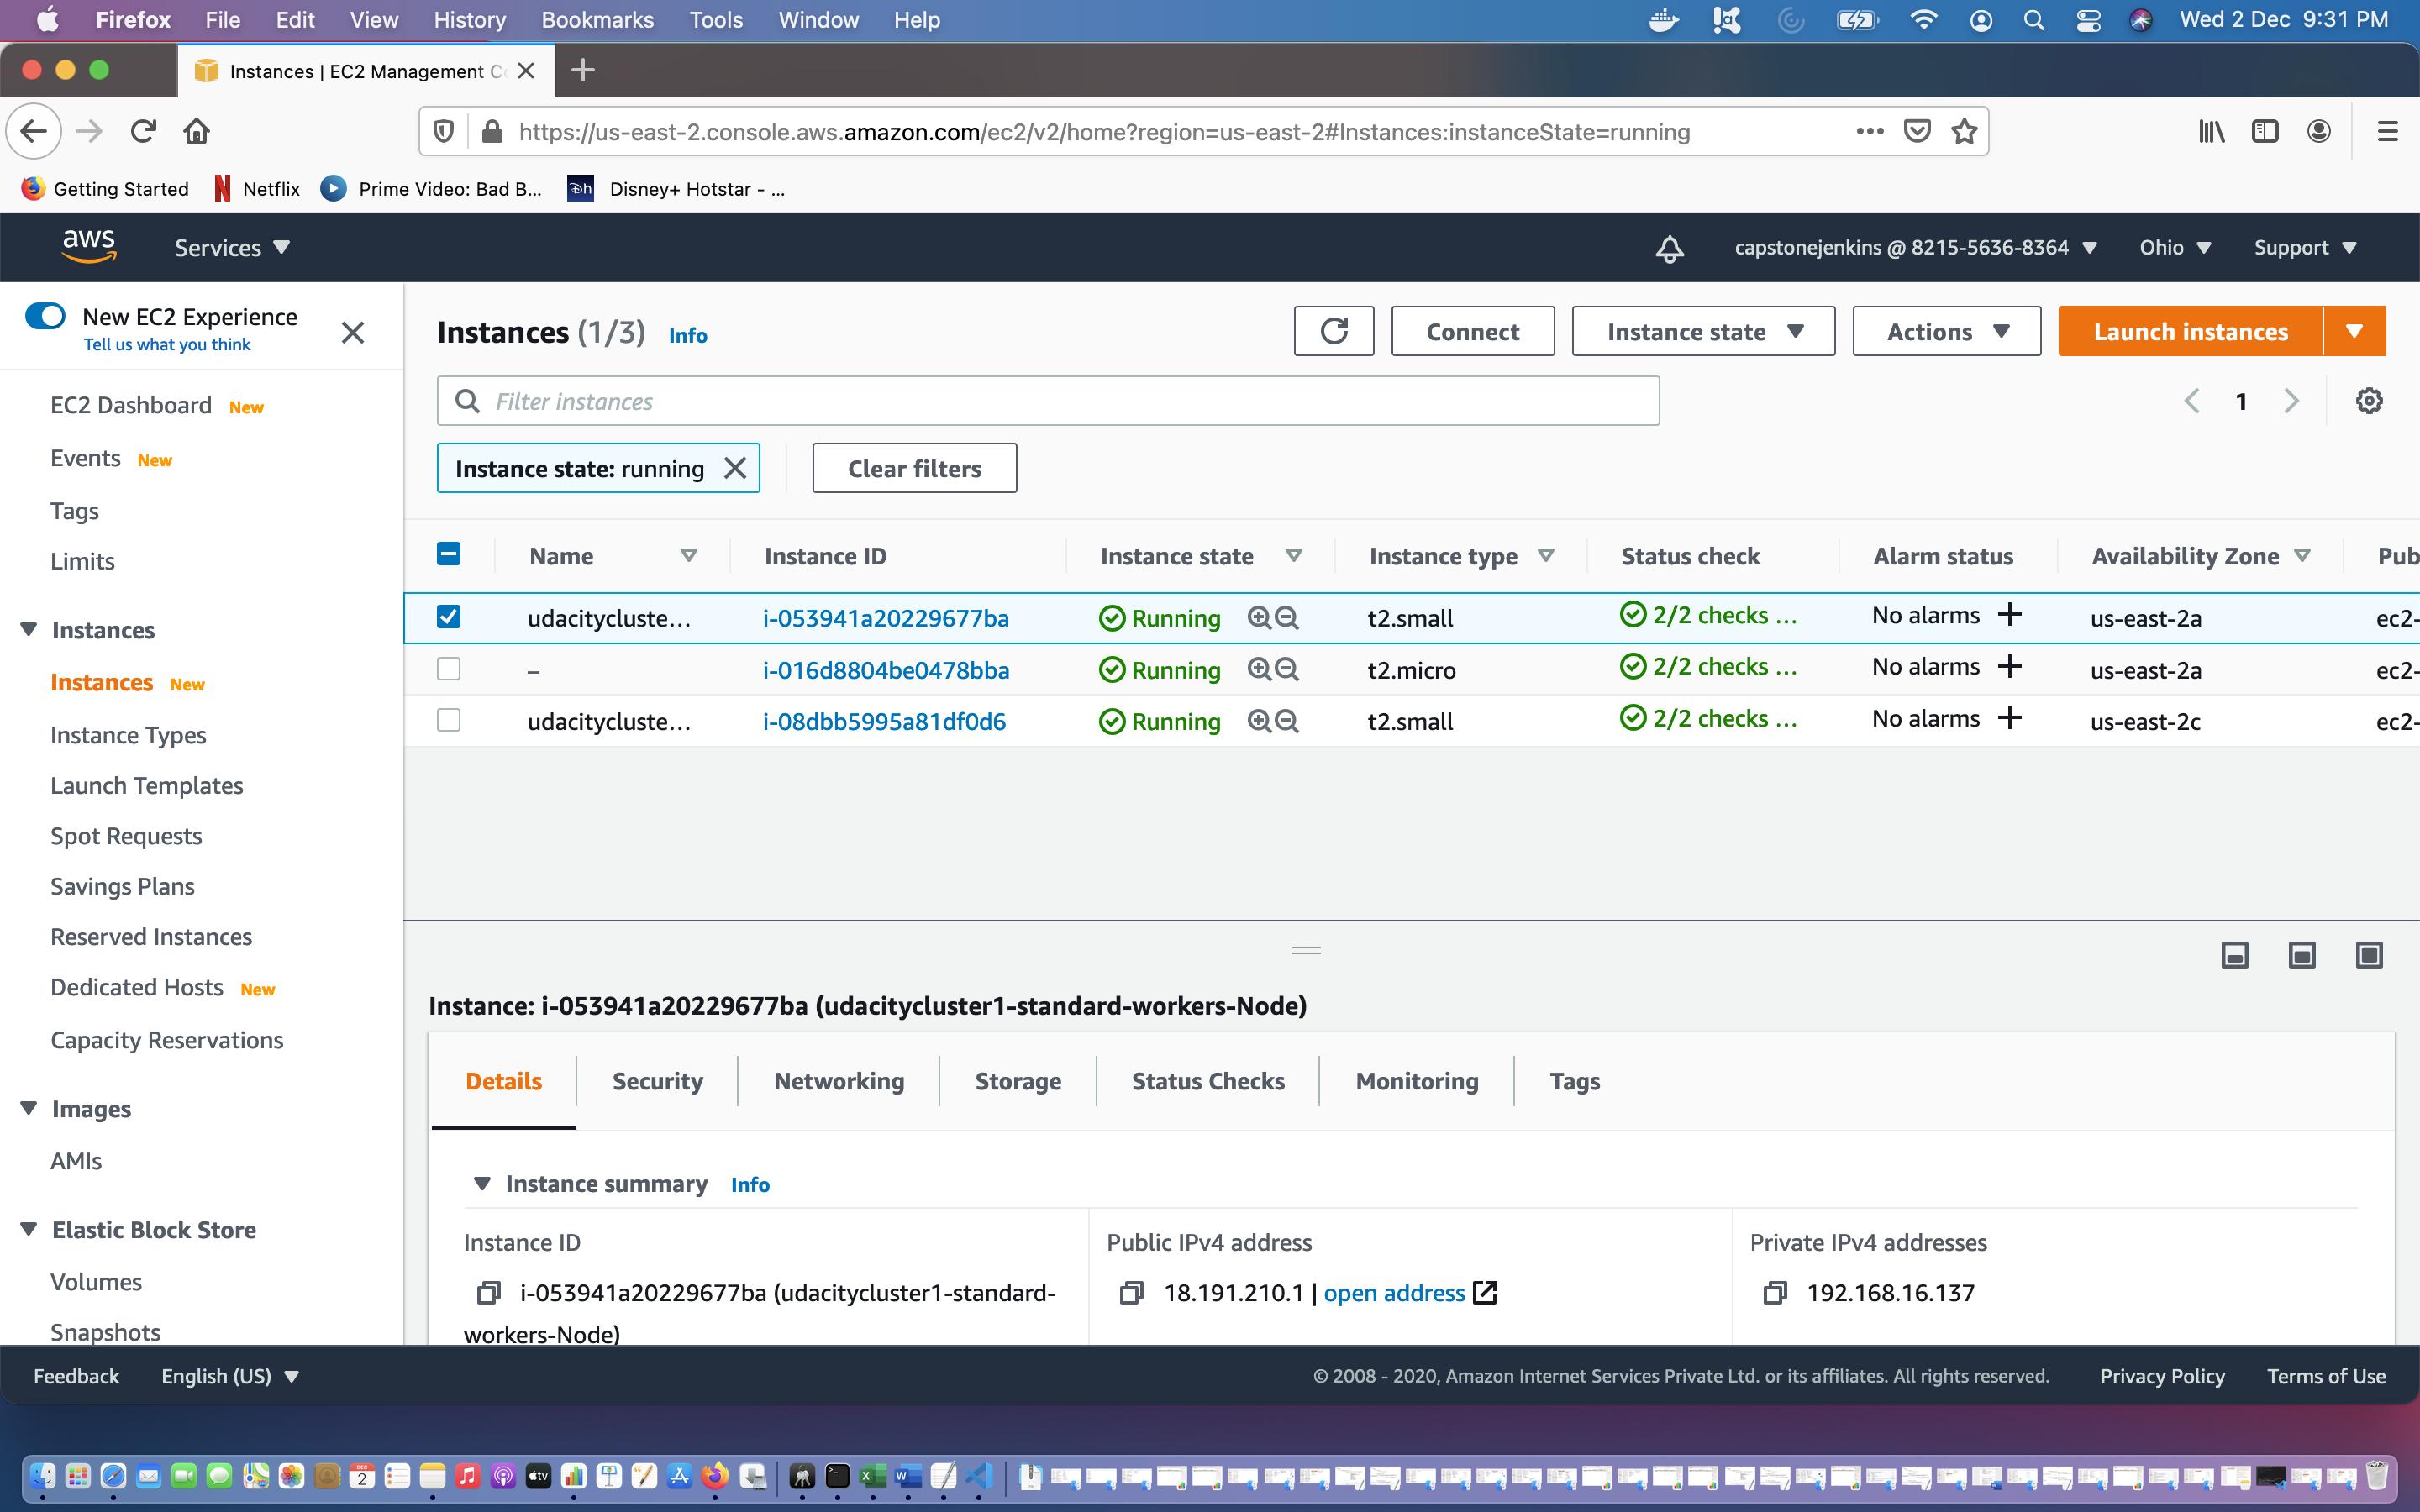 Firefox File Edit View History Bookmarks Tools Window Help Wed 2 Dec 9:31 PM
Instances | EC2 Management C
https://us-east-2.console.aws.amazon.com/ec2/v2/home?region=us-east-2#Instances:instanceState=running
Getting Started Netflix Prime Video: Bad B... Disney+ Hotstar - ...
aws Services capstonejenkins @ 8215-5636-8364 Ohio Support
New EC2 Experience
Tell us what you think
EC2 Dashboard New
Events New
Tags
Limits
Instances
Instances New
Instance Types
Launch Templates
Spot Requests
Savings Plans
Reserved Instances
Dedicated Hosts New
Capacity Reservations
Images
AMIs
Elastic Block Store
Volumes
Snapshots
Instances (1/3) Info Connect Instance state Actions Launch instances
Filter instances 1
Instance state: running Clear filters
Name Instance ID Instance state Instance type Status check Alarm status Availability Zone Pub
udacitycluste... i-053941a20229677ba Running t2.small 2/2 checks ... No alarms + us-east-2a ec2-
– i-016d8804be0478bba Running t2.micro 2/2 checks ... No alarms + us-east-2a ec2-
udacitycluste... i-08dbb5995a81df0d6 Running t2.small 2/2 checks ... No alarms + us-east-2c ec2-
Instance: i-053941a20229677ba (udacitycluster1-standard-workers-Node)
Details Security Networking Storage Status Checks Monitoring Tags
Instance summary Info
Instance ID Public IPv4 address Private IPv4 addresses
i-053941a20229677ba (udacitycluster1-standard- 18.191.210.1 | open address 192.168.16.137
workers-Node)
Feedback English (US) © 2008 - 2020, Amazon Internet Services Private Ltd. or its affiliates. All rights reserved. Privacy Policy Terms of Use